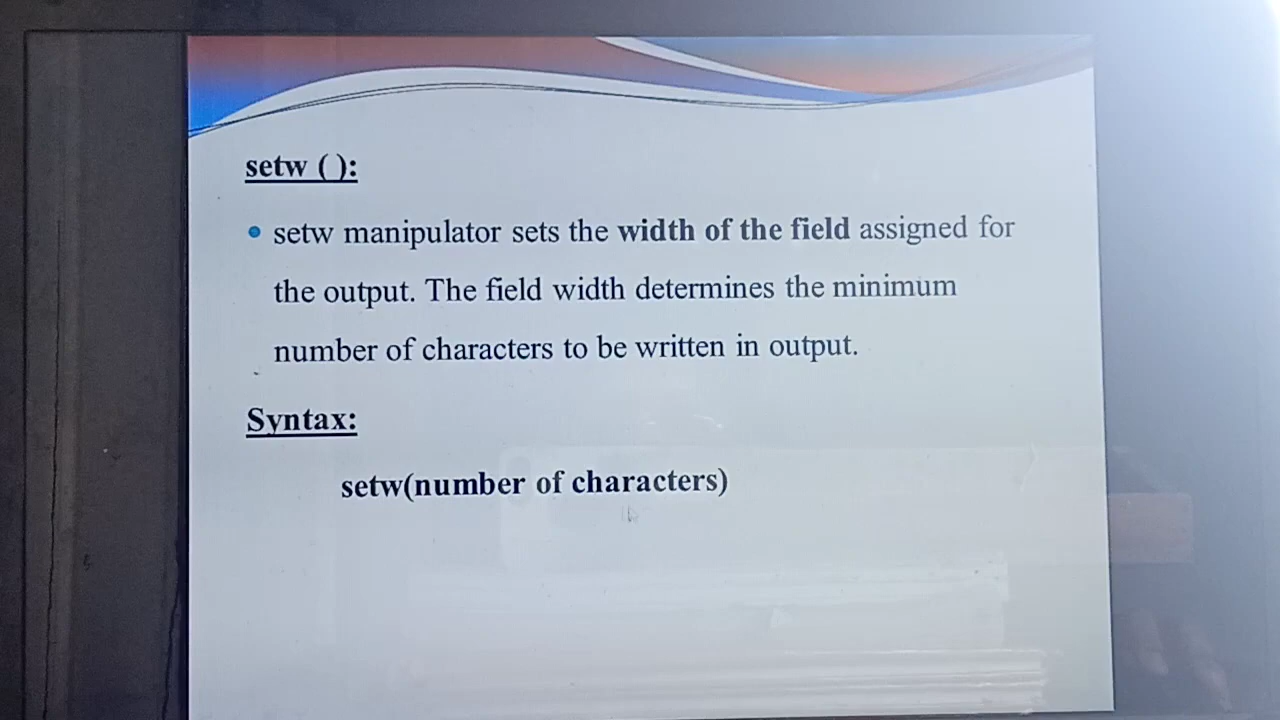 setw ( ):
• setw manipulator sets the width of the field assigned for
the output. The field width determines the minimum
number of characters to be written in output.
Syntax:
setw(number of characters)